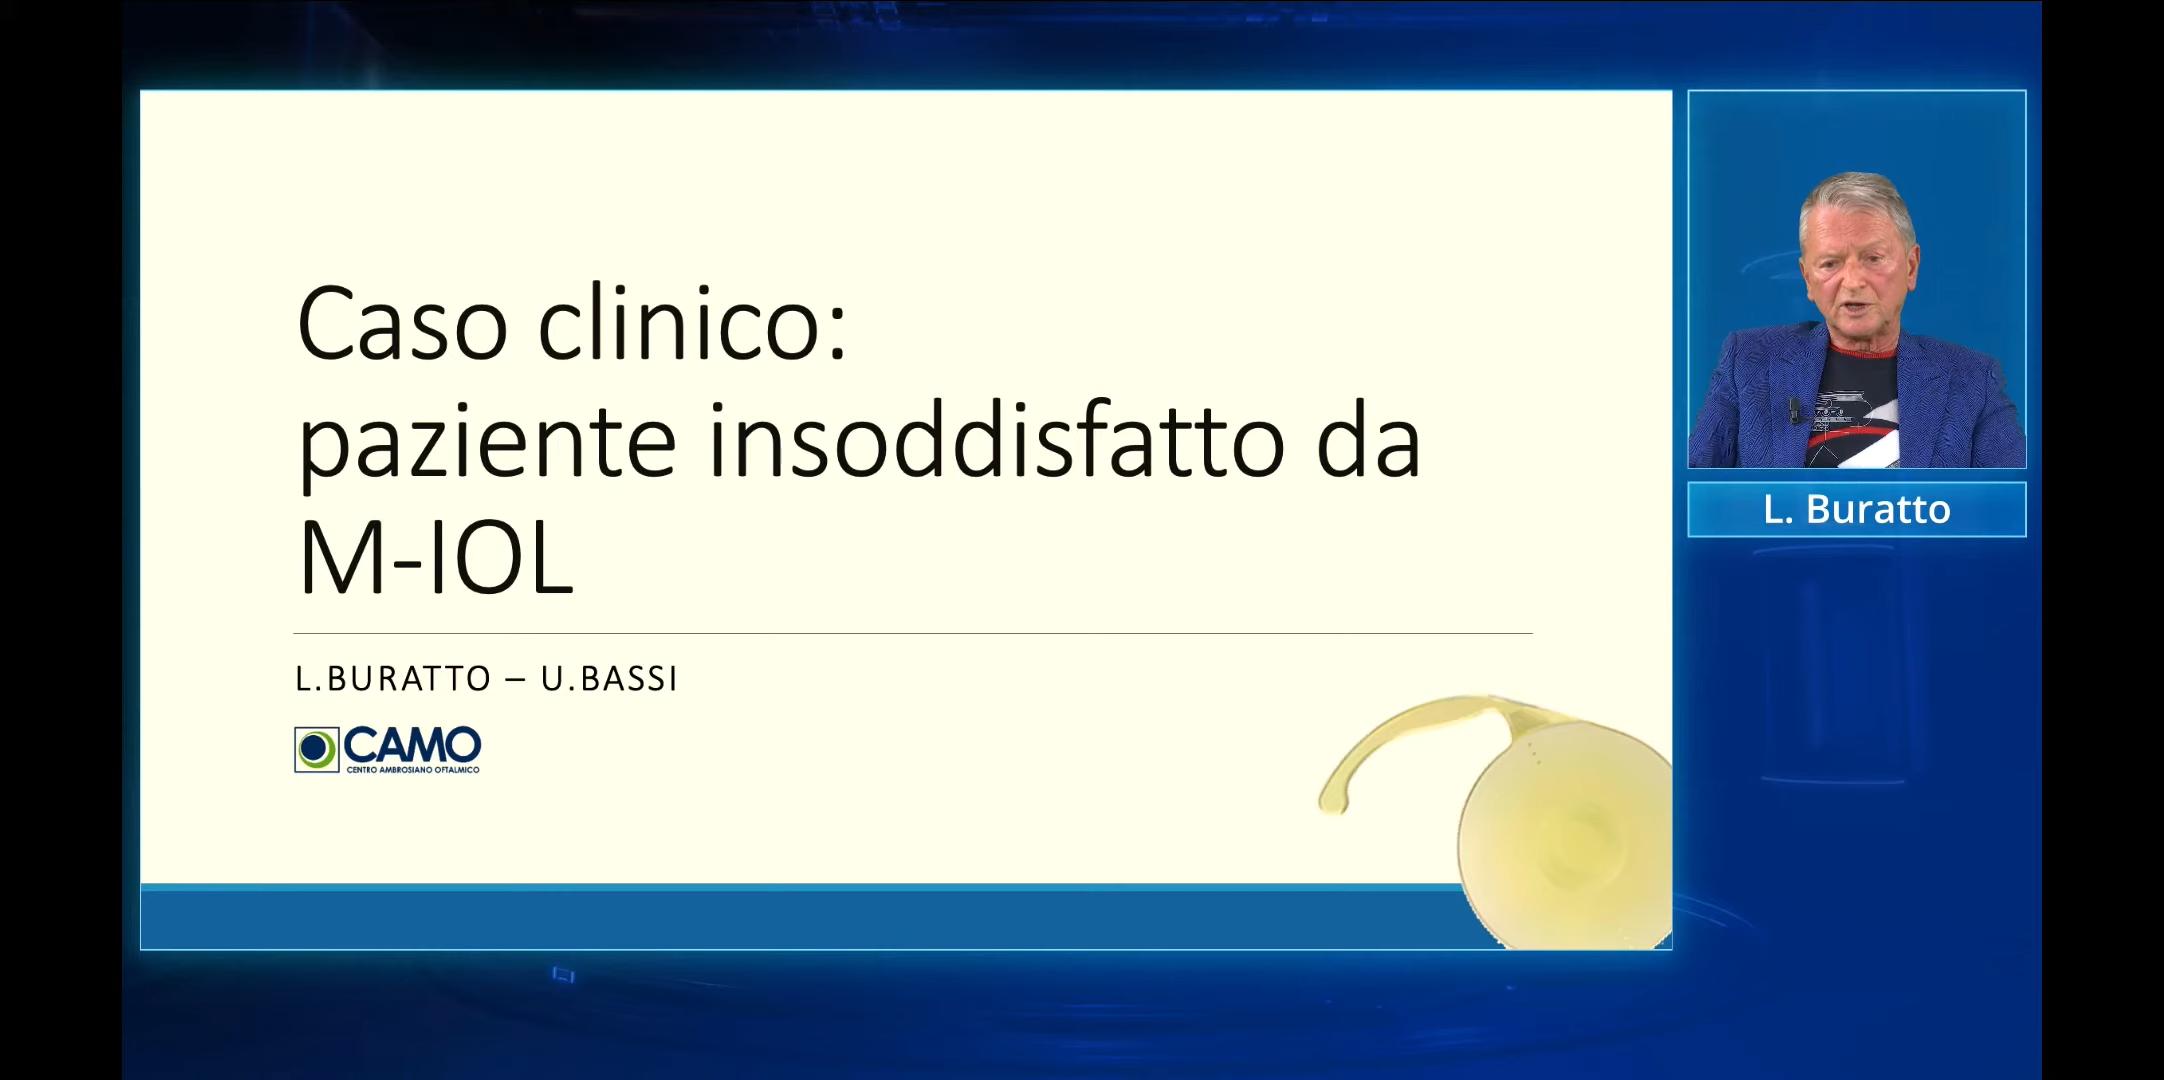 Caso clinico:
paziente insoddisfatto da
M-IOL
L.BURATTO – U.BASSI
CAMO
CENTRO AMBROSIANO OFTALMICO
L. Buratto